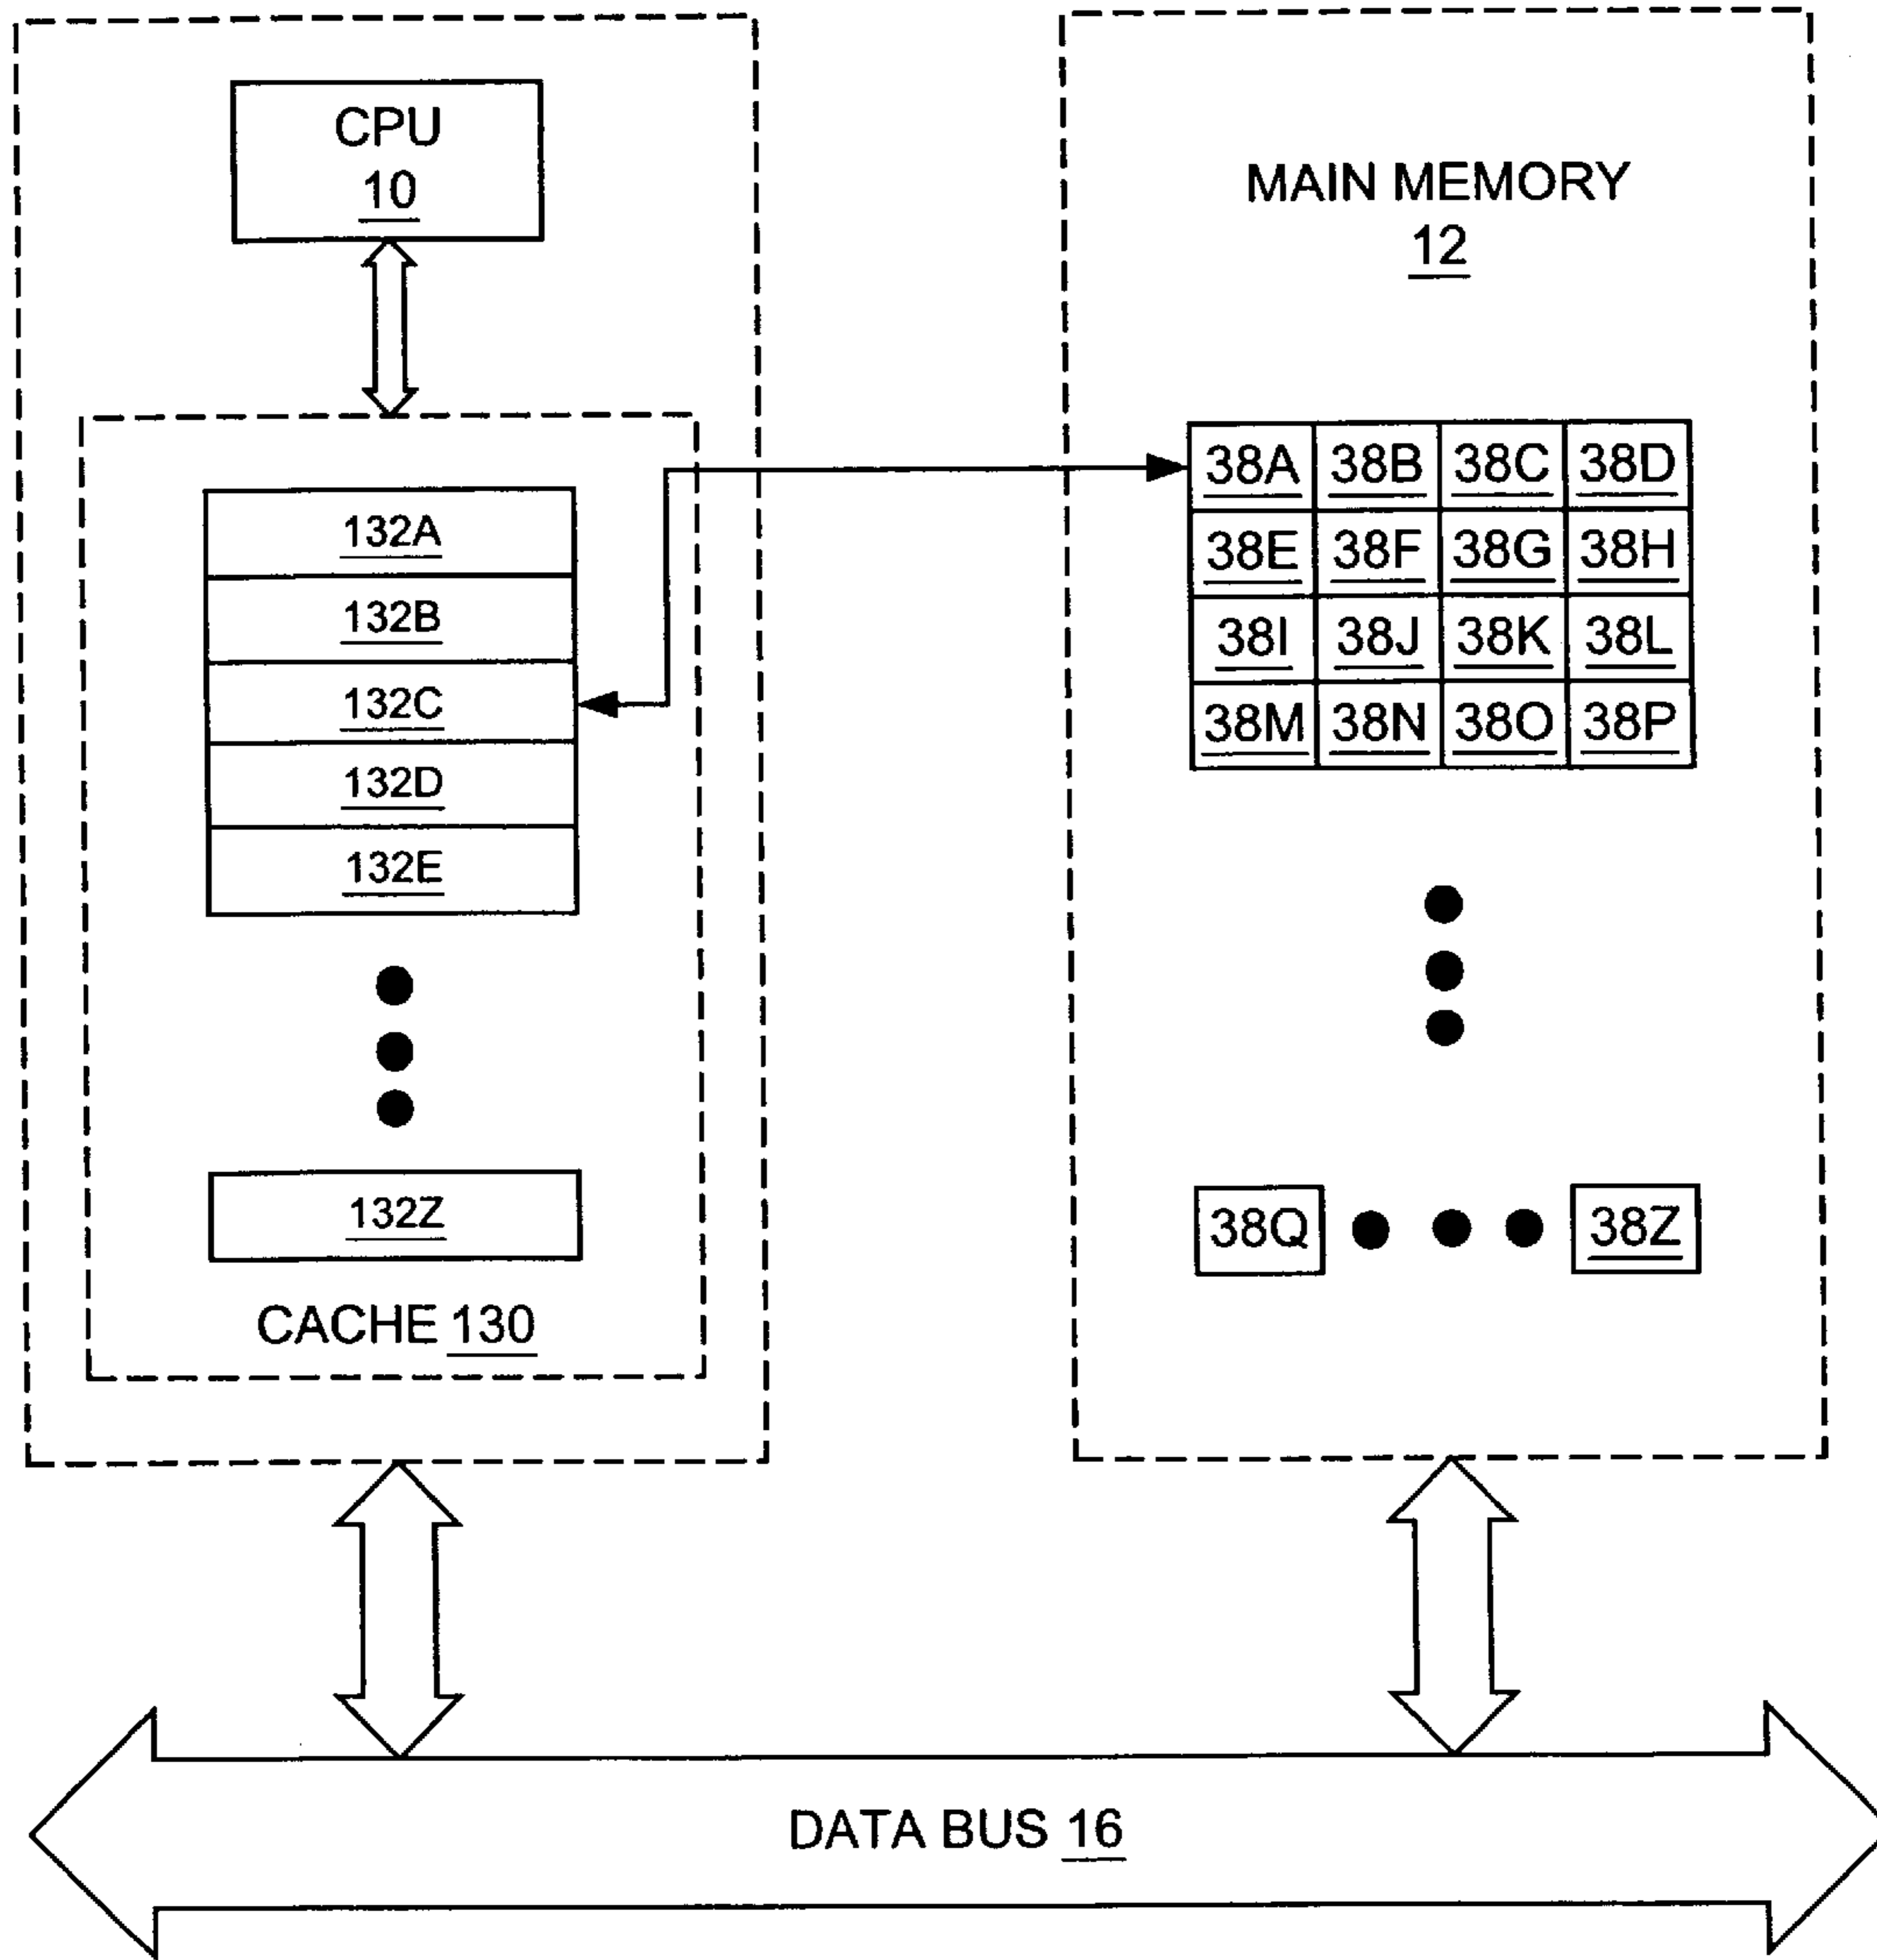 CPU
10
132A
132B
132C
132D
132E
132Z
CACHE 130
MAIN MEMORY
12
38A 38B 38C 38D
38E 38F 38G 38H
38I 38J 38K 38L
38M 38N 38O 38P
38Q 38Z
DATA BUS 16